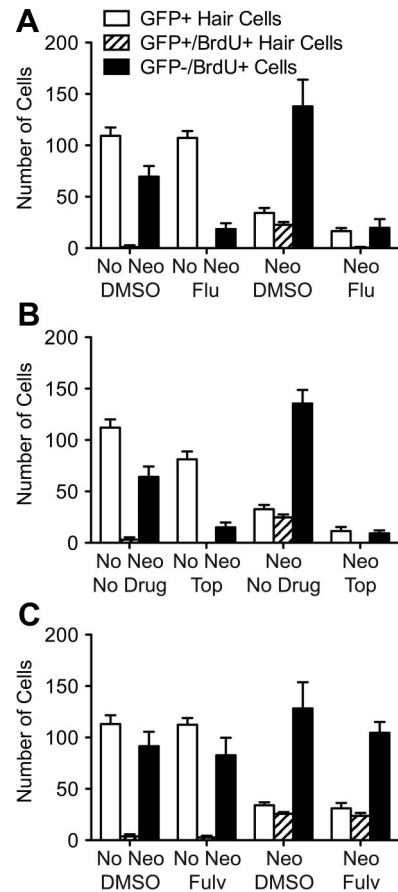 A
GFP+ Hair Cells
GFP+/BrdU+ Hair Cells
GFP-/BrdU+ Cells
Number of Cells
200
150
100
50
0
No Neo No Neo Neo Neo
DMSO Flu DMSO Flu
B
Number of Cells
200
150
100
50
0
No Neo No Neo Neo Neo
No Drug Top No Drug Top
C
Number of Cells
200
150
100
50
0
No Neo No Neo Neo Neo
DMSO Fulv DMSO Fulv